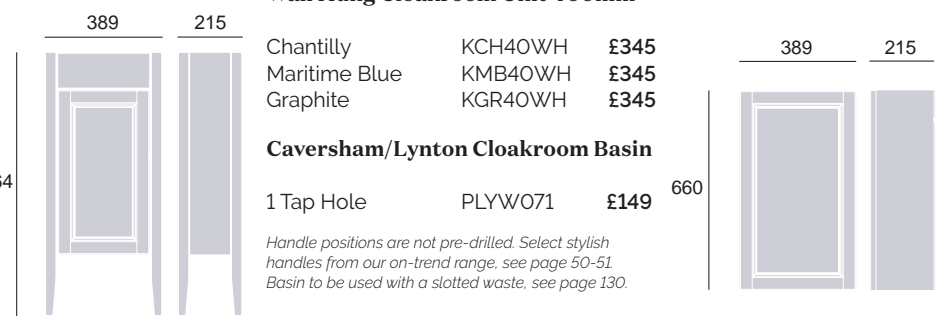 389
215
Chantilly KCH40WH £345
Maritime Blue KMB40WH £345
Graphite KGR40WH £345
Caversham/Lynton Cloakroom Basin
1 Tap Hole PLYW071 £149
Handle positions are not pre-drilled. Select stylish
handles from our on-trend range, see page 50-51.
Basin to be used with a slotted waste, see page 130.
389
215
660